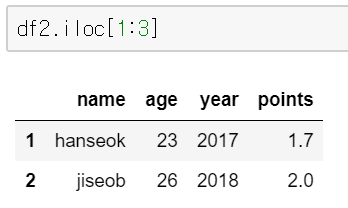 df2.iloc[1:3]
name age year points
1 hanseok 23 2017 1.7
2 jiseob 26 2018 2.0